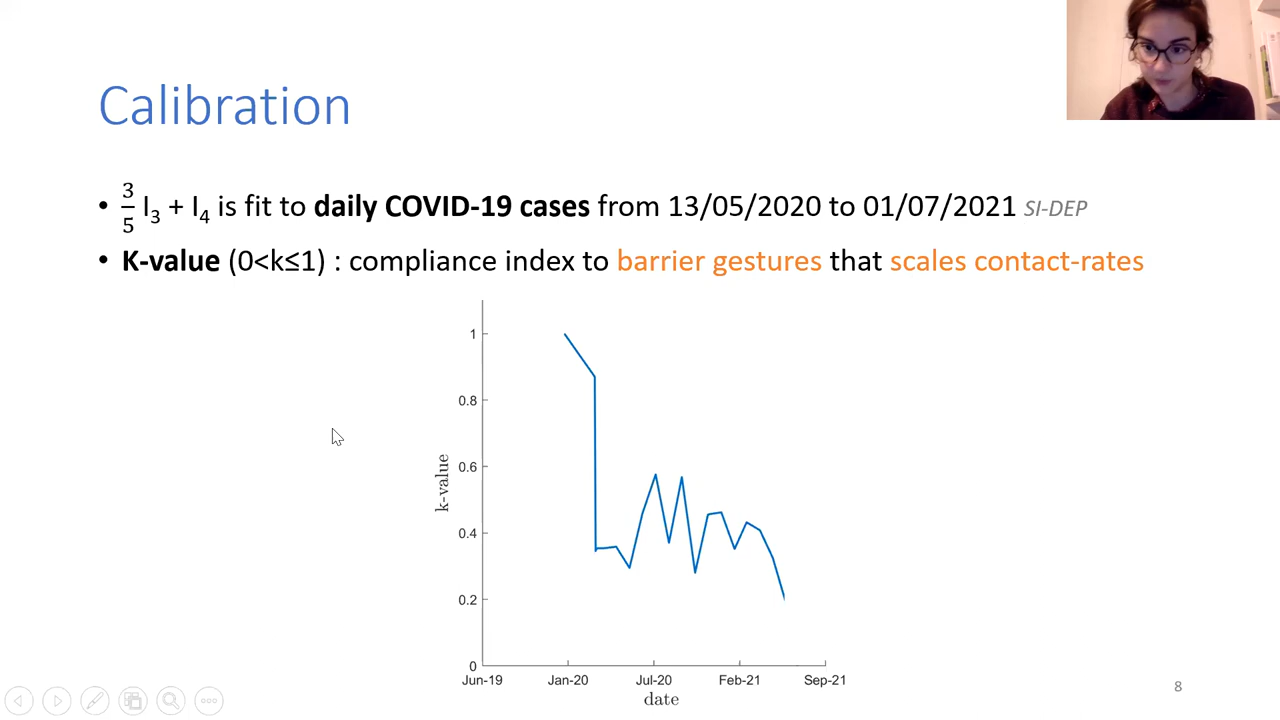 Calibration
• 3/5 I₃ + I₄ is fit to daily COVID-19 cases from 13/05/2020 to 01/07/2021 SI-DEP
• K-value (0<k≤1) : compliance index to barrier gestures that scales contact-rates
1
0.8
0.6
0.4
0.2
0
k-value
Jun-19 Jan-20 Jul-20 Feb-21 Sep-21
date
8